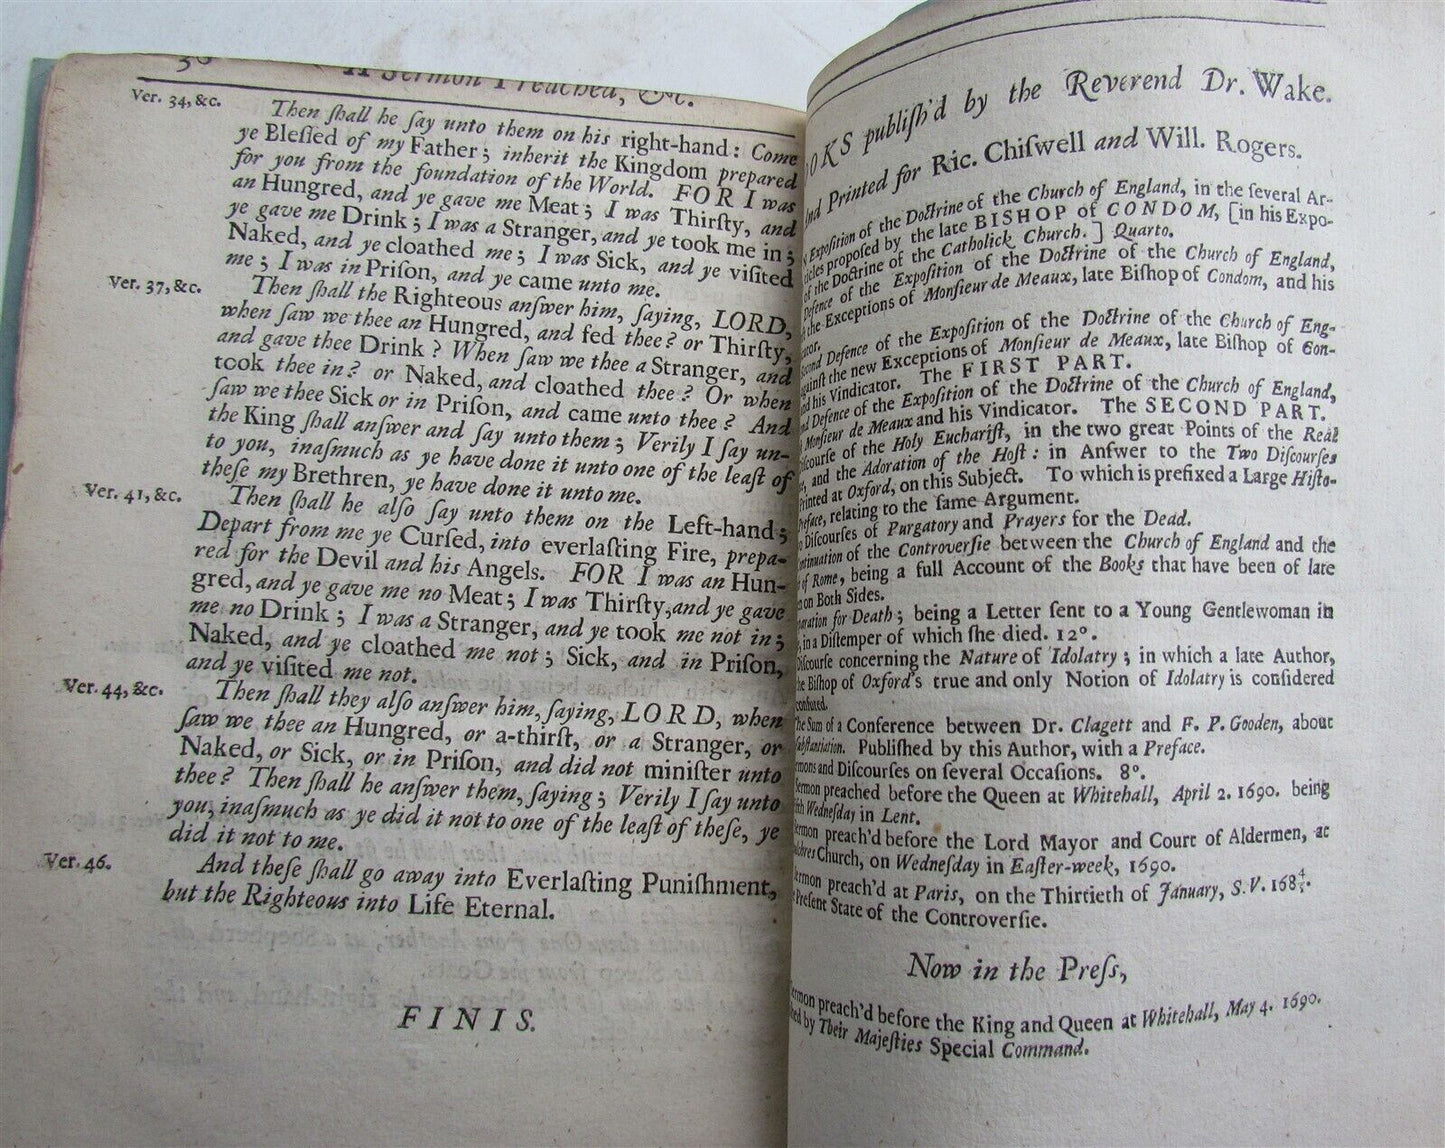 A Sermon Preached, &c.
Ver. 34, &c.
Then ſhall he ſay unto them on his right-hand: Come
ye Bleſſed of my Father; inherit the Kingdom prepared
for you from the foundation of the World. FOR I was
an Hungred, and ye gave me Meat; I was Thirſty, and
ye gave me Drink; I was a Stranger, and ye took me in;
Naked, and ye cloathed me; I was Sick, and ye viſited
me; I was in Priſon, and ye came unto me.
Ver. 37, &c.
Then ſhall the Righteous anſwer him, ſaying, LORD,
when ſaw we thee an Hungred, and fed thee? or Thirſty,
and gave thee Drink? When ſaw we thee a Stranger, and
took thee in? or Naked, and cloathed thee? Or when
ſaw we thee Sick or in Priſon, and came unto thee? And
the King ſhall anſwer and ſay unto them; Verily I ſay un-
to you, inaſmuch as ye have done it unto one of the leaſt of
theſe my Brethren, ye have done it unto me.
Ver. 41, &c.
Then ſhall he alſo ſay unto them on the Left-hand;
Depart from me ye Curſed, into everlaſting Fire, prepa-
red for the Devil and his Angels. FOR I was an Hun-
gred, and ye gave me no Meat; I was Thirſty, and ye gave
me no Drink; I was a Stranger, and ye took me not in;
Naked, and ye cloathed me not; Sick, and in Priſon,
and ye viſited me not.
Ver. 44, &c.
Then ſhall they alſo anſwer him, ſaying, LORD, when
ſaw we thee an Hungred, or a-thirſt, or a Stranger, or
Naked, or Sick, or in Priſon, and did not miniſter unto
thee? Then ſhall he anſwer them, ſaying; Verily I ſay unto
you, inaſmuch as ye did it not to one of the leaſt of theſe, ye
did it not to me.
Ver. 46.
And theſe ſhall go away into Everlaſting Puniſhment,
but the Righteous into Life Eternal.
FINIS.
OKS publiſh'd by the Reverend Dr. Wake.
nd Printed for Ric. Chiſwell and Will. Rogers.
Expoſition of the Doctrine of the Church of England, in the ſeveral Ar-
ticles propoſed by the late BISHOP of CONDOM, [in his Expo-
of the Doctrine of the Catholick Church.] Quarto.
Defence of the Expoſition of the Doctrine of the Church of England,
the Exceptions of Monſieur de Meaux, late Biſhop of Condom, and his
ator.
Second Defence of the Expoſition of the Doctrine of the Church of Eng-
againſt the new Exceptions of Monſieur de Meaux, late Biſhop of Con-
nd his Vindicator. The FIRST PART.
nd Defence of the Expoſition of the Doctrine of the Church of England,
Monſieur de Meaux and his Vindicator. The SECOND PART.
iſcourſe of the Holy Euchariſt, in the two great Points of the Real
e, and the Adoration of the Hoſt: in Anſwer to the Two Diſcourſes
rinted at Oxford, on this Subject. To which is prefixed a Large Hiſto-
Preface, relating to the ſame Argument.
o Diſcourſes of Purgatory and Prayers for the Dead.
ontinuation of the Controverſie between the Church of England and the
of Rome, being a full Account of the Books that have been of late
n on Both Sides.
aration for Death; being a Letter ſent to a Young Gentlewoman in
, in a Diſtemper of which ſhe died. 12°.
Diſcourſe concerning the Nature of Idolatry; in which a late Author,
he Biſhop of Oxford's true and only Notion of Idolatry is conſidered
onfuted.
The Sum of a Conference between Dr. Clagett and F. P. Gooden, about
ubſtantiation. Publiſhed by this Author, with a Preface.
rmons and Diſcourſes on ſeveral Occaſions. 8°.
Sermon preached before the Queen at Whitehall, April 2. 1690. being
ifth Wedneſday in Lent.
ermon preach'd before the Lord Mayor and Court of Aldermen, at
Church, on Wedneſday in Eaſter-week, 1690.
ermon preach'd at Paris, on the Thirtieth of January, S. V. 168⅘.
Preſent State of the Controverſie.
Now in the Preſs,
ermon preach'd before the King and Queen at Whitehall, May 4. 1690.
ſhed by Their Majeſties Special Command.